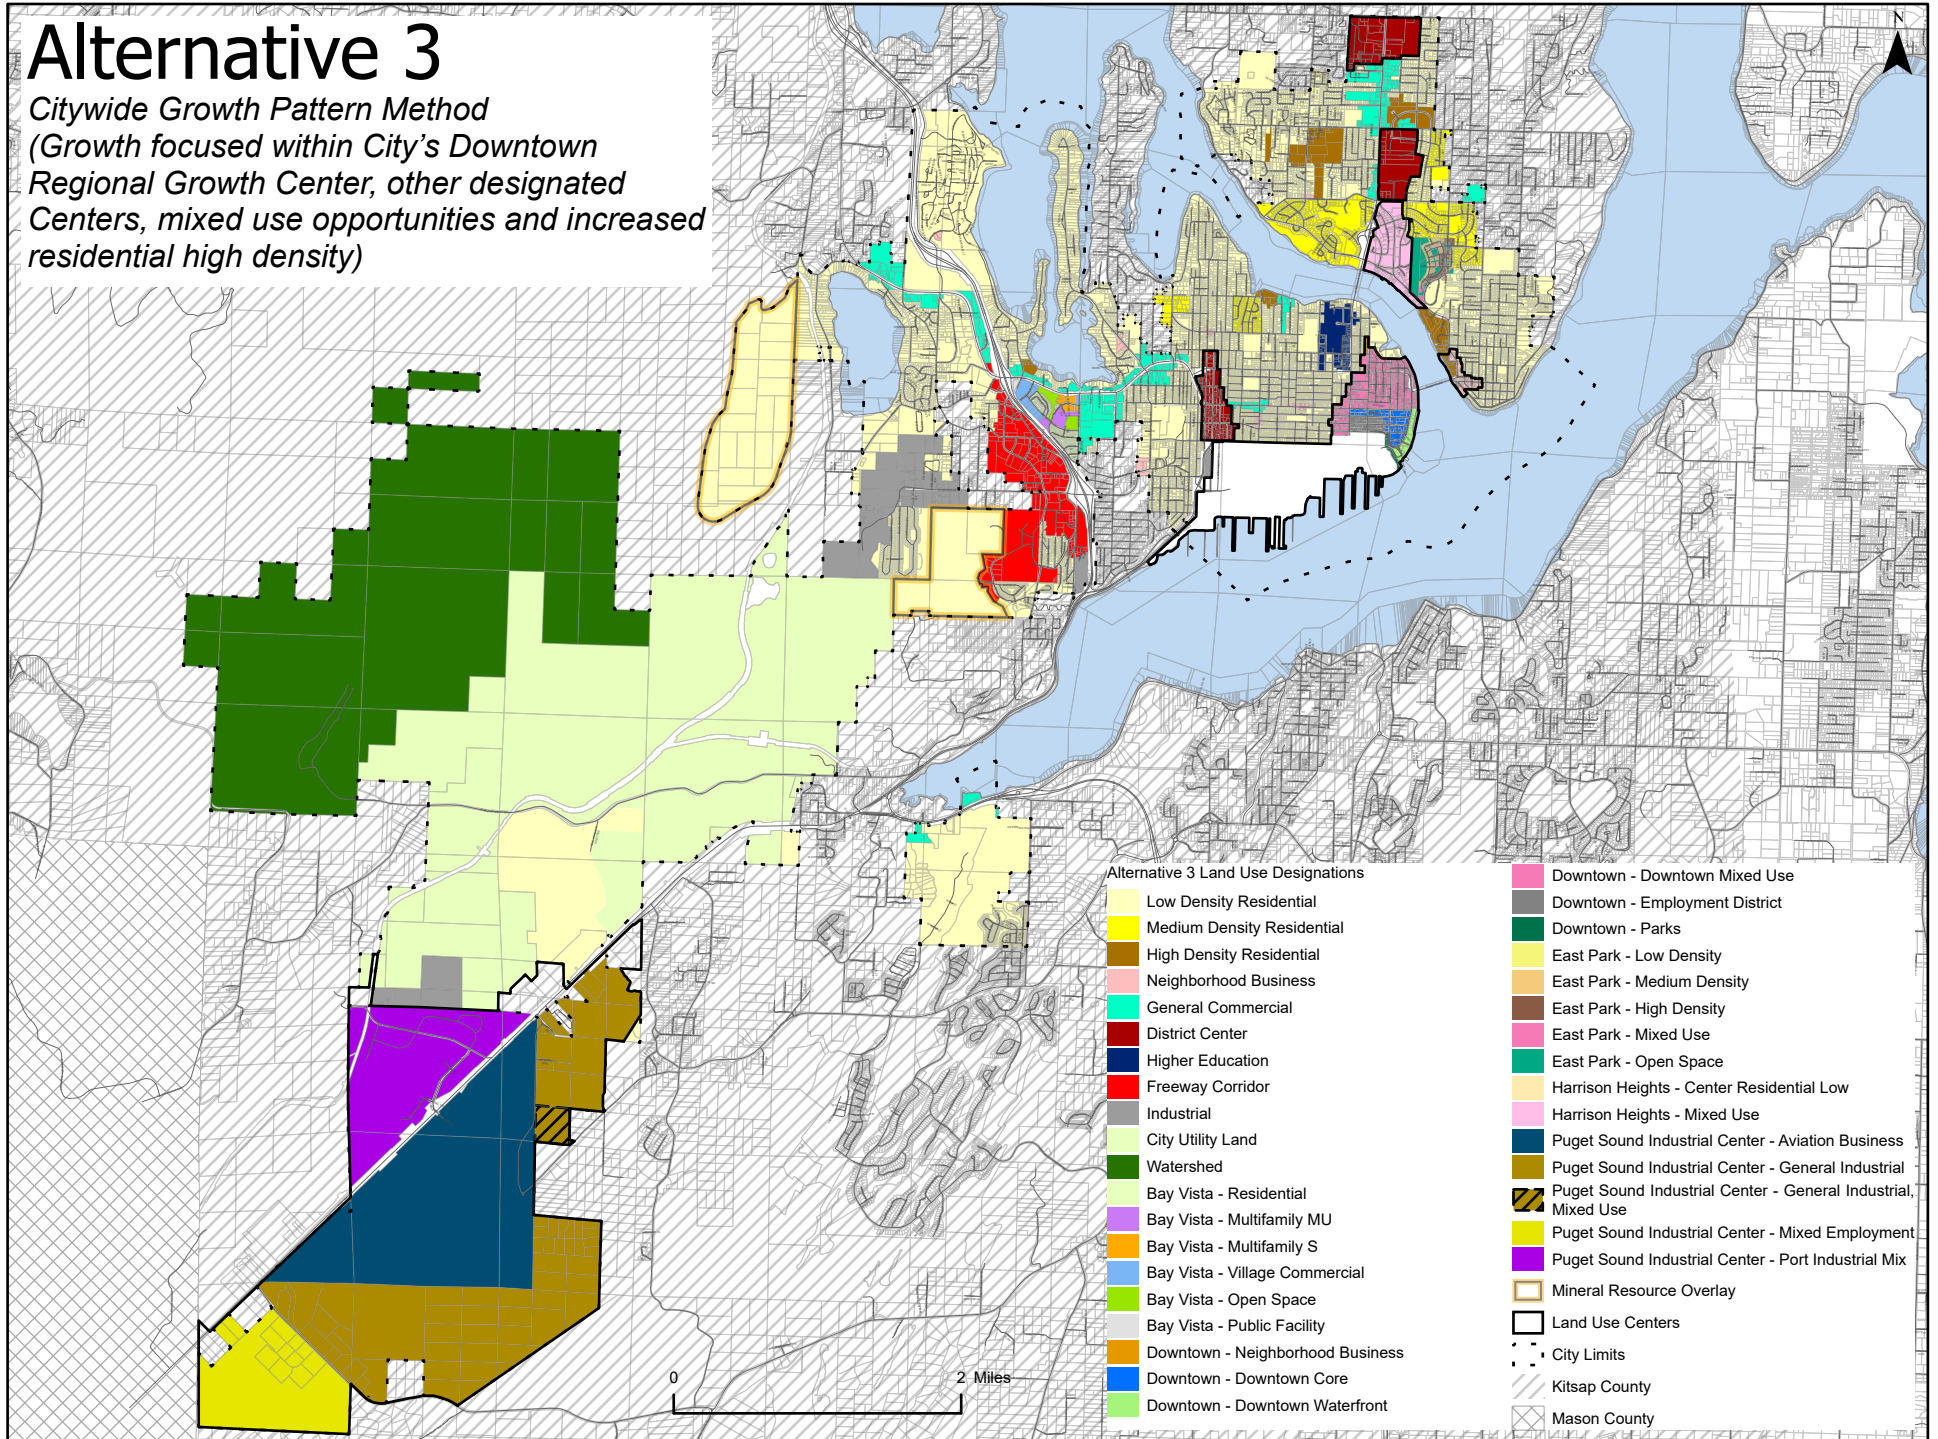 Alternative 3
Citywide Growth Pattern Method
(Growth focused within City's Downtown
Regional Growth Center, other designated
Centers, mixed use opportunities and increased
residential high density)
N
0
2 Miles
Alternative 3 Land Use Designations
Low Density Residential
Medium Density Residential
High Density Residential
Neighborhood Business
General Commercial
District Center
Higher Education
Freeway Corridor
Industrial
City Utility Land
Watershed
Bay Vista - Residential
Bay Vista - Multifamily MU
Bay Vista - Multifamily S
Bay Vista - Village Commercial
Bay Vista - Open Space
Bay Vista - Public Facility
Downtown - Neighborhood Business
Downtown - Downtown Core
Downtown - Downtown Waterfront
Downtown - Downtown Mixed Use
Downtown - Employment District
Downtown - Parks
East Park - Low Density
East Park - Medium Density
East Park - High Density
East Park - Mixed Use
East Park - Open Space
Harrison Heights - Center Residential Low
Harrison Heights - Mixed Use
Puget Sound Industrial Center - Aviation Business
Puget Sound Industrial Center - General Industrial
Puget Sound Industrial Center - General Industrial,
Mixed Use
Puget Sound Industrial Center - Mixed Employment
Puget Sound Industrial Center - Port Industrial Mix
Mineral Resource Overlay
Land Use Centers
City Limits
Kitsap County
Mason County